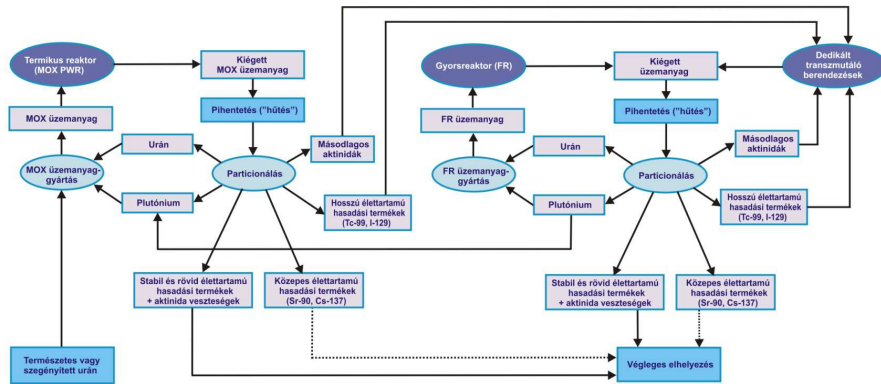 Termikus reaktor
(MOX PWR)
Kiégett
MOX üzemanyag
Pihentetés ("hűtés")
MOX üzemanyag
Urán
Másodlagos
aktinidák
MOX üzemanyag-
gyártás
Particionálás
Plutónium
Hosszú élettartamú
hasadási termékek
(Tc-99, I-129)
Stabil és rövid élettartamú
hasadási termékek
+ aktinida veszteségek
Közepes élettartamú
hasadási termékek
(Sr-90, Cs-137)
Természetes vagy
szegényített urán
Gyorsreaktor (FR)
Kiégett
üzemanyag
Dedikált
transzmutáló
berendezések
Pihentetés ("hűtés")
FR üzemanyag
Urán
Másodlagos
aktinidák
FR üzemanyag-
gyártás
Particionálás
Plutónium
Hosszú élettartamú
hasadási termékek
(Tc-99, I-129)
Stabil és rövid élettartamú
hasadási termékek
+ aktinida veszteségek
Közepes élettartamú
hasadási termékek
(Sr-90, Cs-137)
Végleges elhelyezés